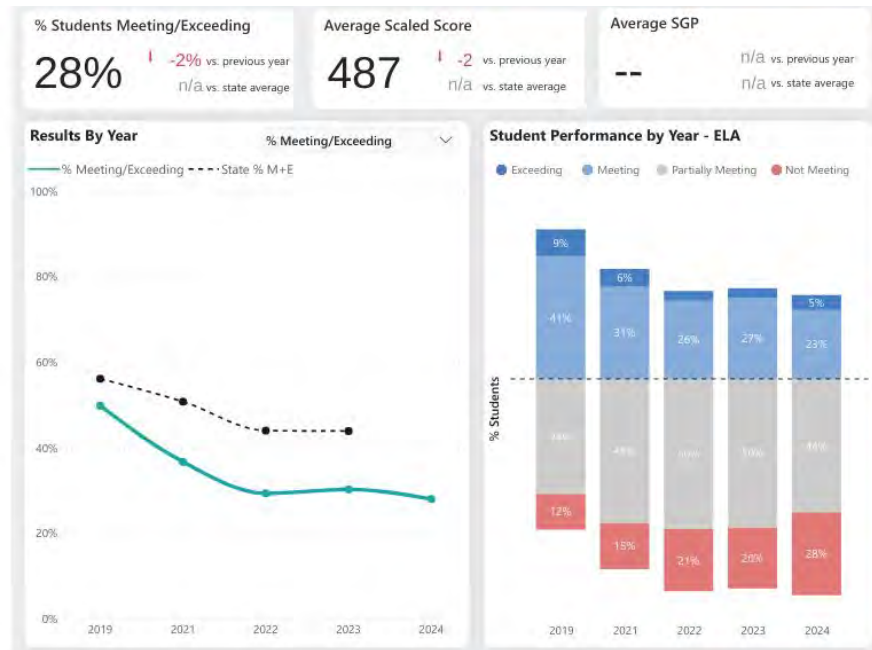 % Students Meeting/Exceeding
28%
-2% vs. previous year
n/a vs. state average
Average Scaled Score
487
-2 vs. previous year
n/a vs. state average
Average SGP
--
n/a vs. previous year
n/a vs. state average
Results By Year
% Meeting/Exceeding
% Meeting/Exceeding
State % M+E
100%
80%
60%
40%
20%
0%
2019 2021 2022 2023 2024
Student Performance by Year - ELA
Exceeding Meeting Partially Meeting Not Meeting
% Students
9%
41%
12%
6%
31%
15%
26%
21%
27%
20%
5%
23%
44%
28%
2019 2021 2022 2023 2024